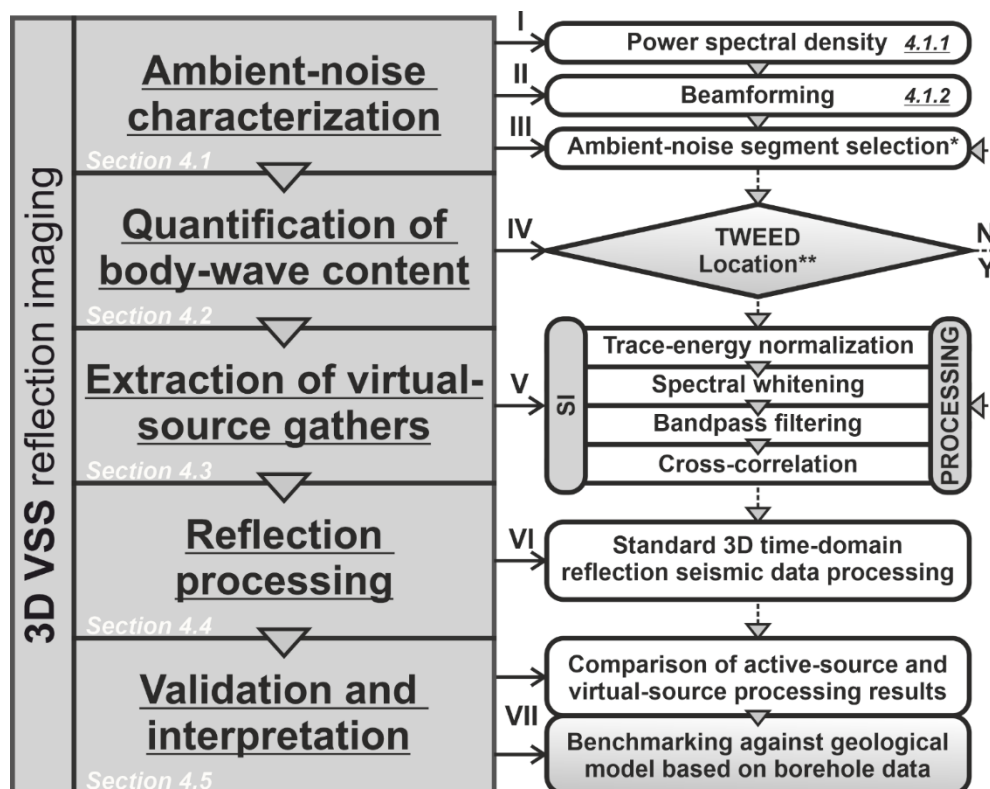 3D VSS reflection imaging
Ambient-noise
characterization
Section 4.1
Quantification of
body-wave content
Section 4.2
Extraction of virtual-
source gathers
Section 4.3
Reflection
processing
Section 4.4
Validation and
interpretation
Section 4.5
I
Power spectral density 4.1.1
II
Beamforming 4.1.2
III
Ambient-noise segment selection*
IV
TWEED
Location**
N
Y
V
SI
Trace-energy normalization
Spectral whitening
Bandpass filtering
Cross-correlation
PROCESSING
VI
Standard 3D time-domain
reflection seismic data processing
Comparison of active-source and
virtual-source processing results
VII
Benchmarking against geological
model based on borehole data